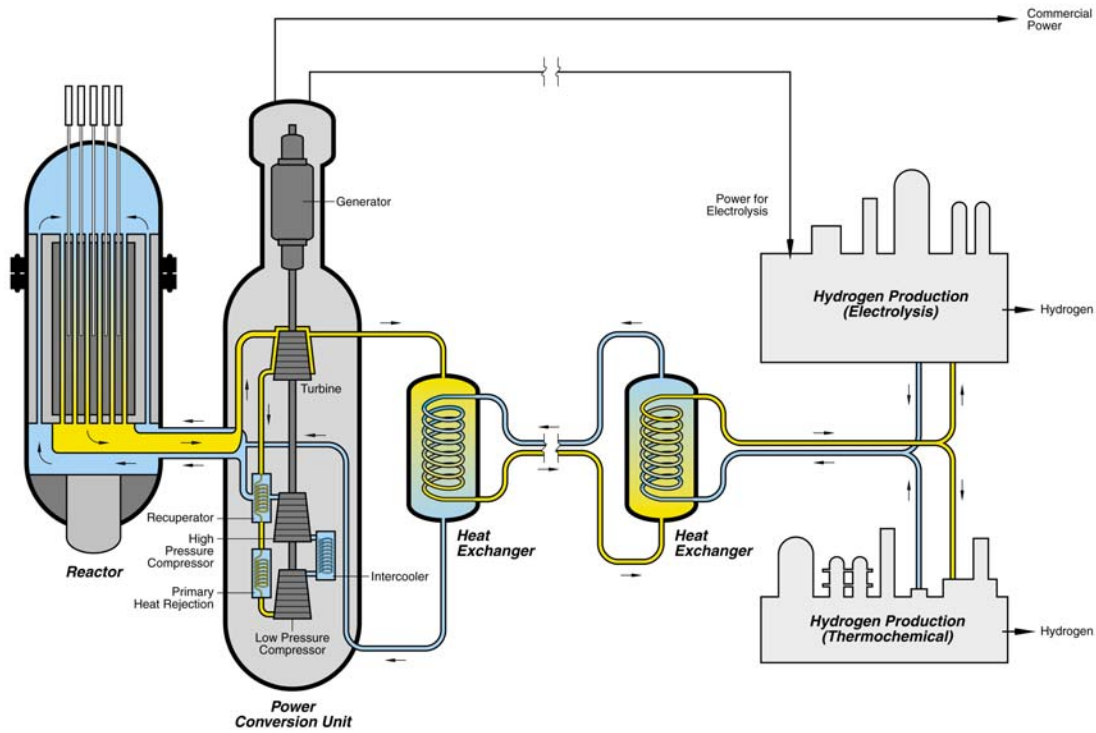 Commercial
Power
Generator
Power for
Electrolysis
Hydrogen Production
(Electrolysis)
Hydrogen
Turbine
Recuperator
High
Pressure
Compressor
Intercooler
Primary
Heat Rejection
Low Pressure
Compressor
Reactor
Heat
Exchanger
Heat
Exchanger
Hydrogen Production
(Thermochemical)
Hydrogen
Power
Conversion Unit